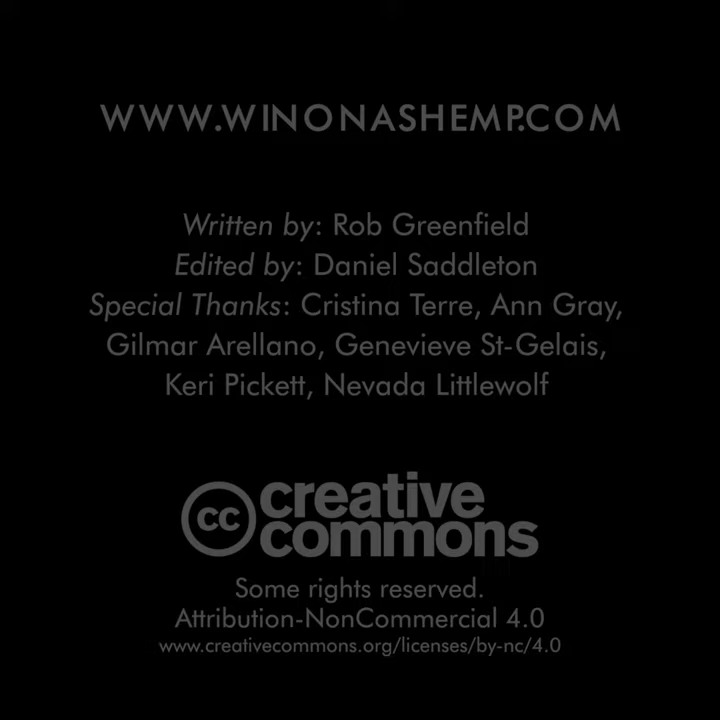 WWW.WINONASHEMP.COM
Written by: Rob Greenfield
Edited by: Daniel Saddleton
Special Thanks: Cristina Terre, Ann Gray,
Gilmar Arellano, Genevieve St-Gelais,
Keri Pickett, Nevada Littlewolf
cc creative
commons
Some rights reserved.
Attribution-NonCommercial 4.0
www.creativecommons.org/licenses/by-nc/4.0